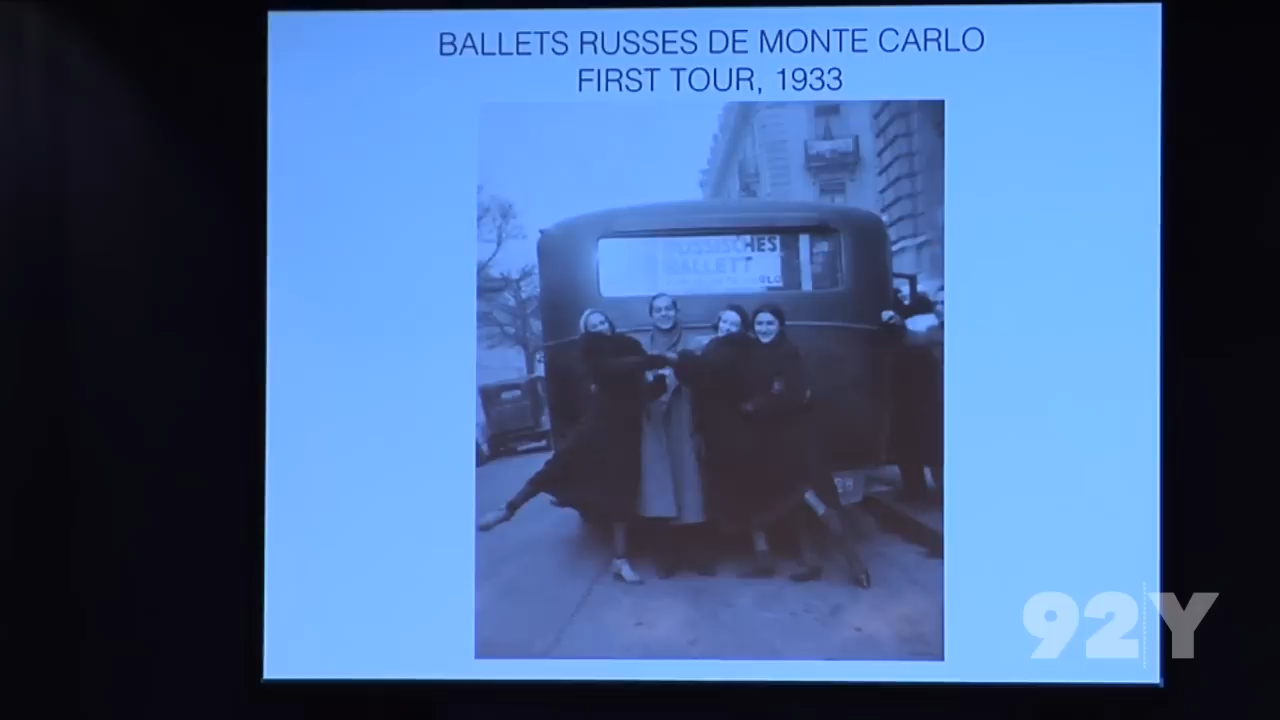 BALLETS RUSSES DE MONTE CARLO
FIRST TOUR, 1933
RUSSISCHES
BALLETT
92Y